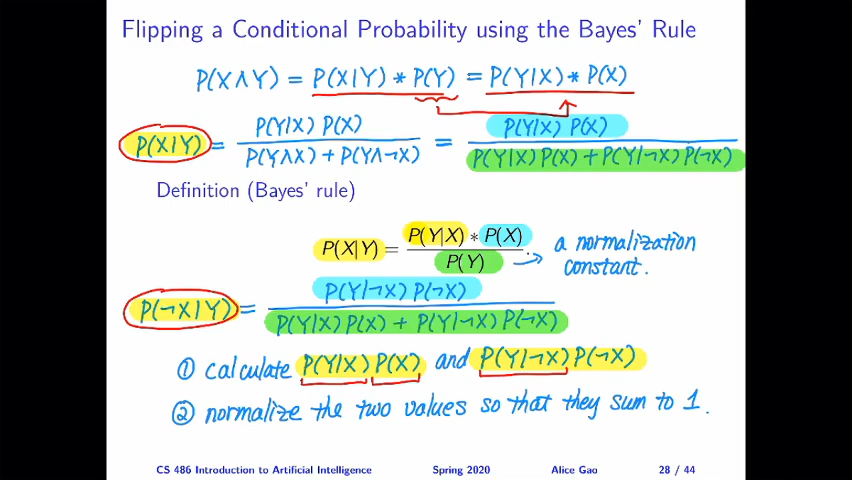 Flipping a Conditional Probability using the Bayes' Rule
P(X∧Y) = P(X|Y) * P(Y) = P(Y|X) * P(X)
P(X|Y) = P(Y|X) P(X) / P(Y∧X) + P(Y∧¬X) = P(Y|X) P(X) / P(Y|X) P(X) + P(Y|¬X) P(¬X)
Definition (Bayes' rule)
P(X|Y) = P(Y|X) * P(X) / P(Y) . → a normalization
constant.
P(¬X|Y) = P(Y|¬X) P(¬X) / P(Y|X) P(X) + P(Y|¬X) P(¬X)
① calculate P(Y|X) P(X) and P(Y|¬X) P(¬X)
② normalize the two values so that they sum to 1.
CS 486 Introduction to Artificial Intelligence Spring 2020 Alice Gao 28 / 44